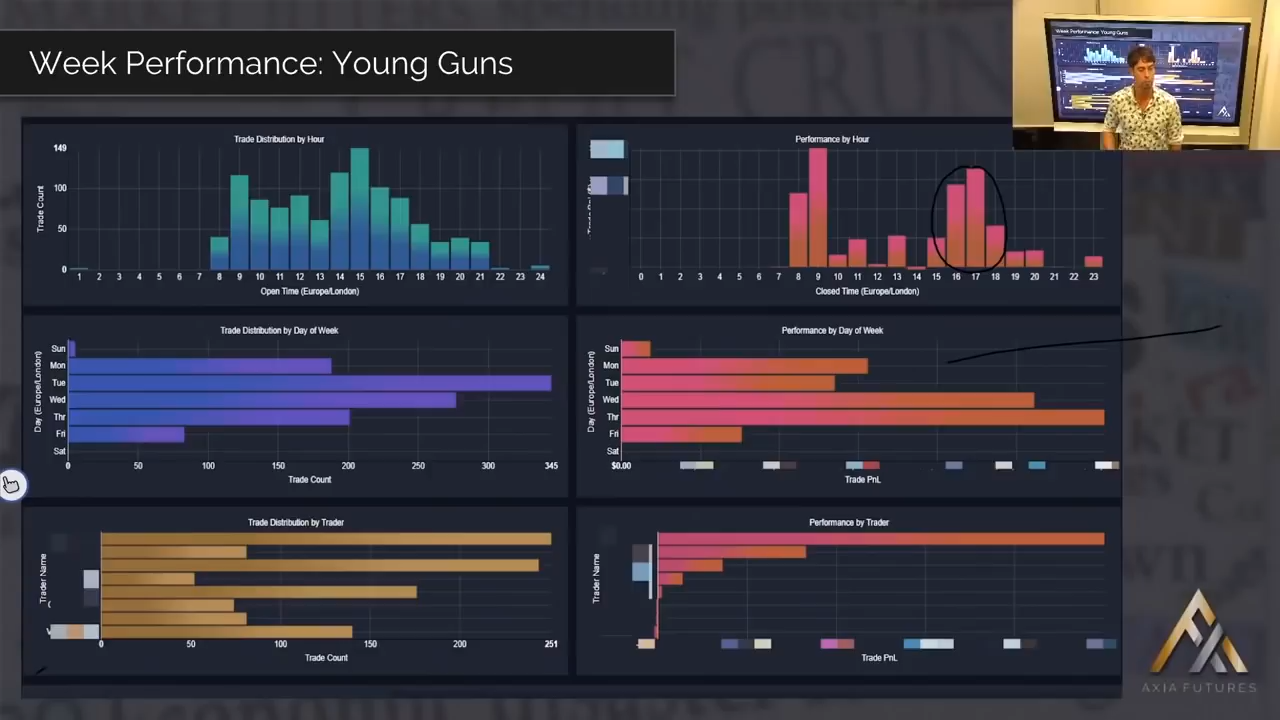 Week Performance: Young Guns
Week Performance: Young Guns
Trade Distribution by Hour
149
100
50
0
Trade Count
1 2 3 4 5 6 7 8 9 10 11 12 13 14 15 16 17 18 19 20 21 22 23 24
Open Time (Europe/London)
Performance by Hour
0 1 2 3 4 5 6 7 8 9 10 11 12 13 14 15 16 17 18 19 20 21 22 23
Closed Time (Europe/London)
Trade Distribution by Day of Week
Day (Europe/London)
Sun
Mon
Tue
Wed
Thr
Fri
Sat
0 50 100 150 200 250 300 345
Trade Count
Performance by Day of Week
Day (Europe/London)
Sun
Mon
Tue
Wed
Thr
Fri
Sat
$0.00
Trade PnL
Trade Distribution by Trader
Trader Name
0 50 100 150 200 251
Trade Count
Performance by Trader
Trader Name
Trade PnL
AXIA FUTURES